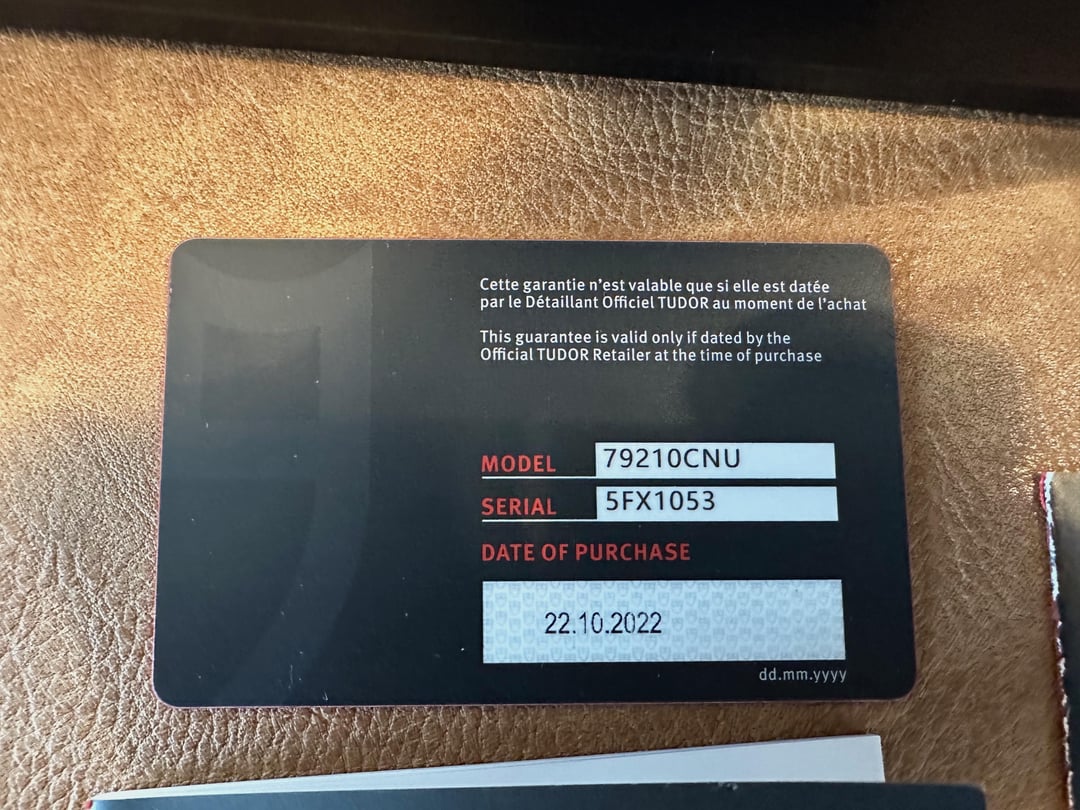 Cette garantie n'est valable que si elle est datée
par le Détaillant Officiel TUDOR au moment de l'achat
This guarantee is valid only if dated by the
Official TUDOR Retailer at the time of purchase
MODEL 79210CNU
SERIAL 5FX1053
DATE OF PURCHASE
22.10.2022
dd.mm.yyyy